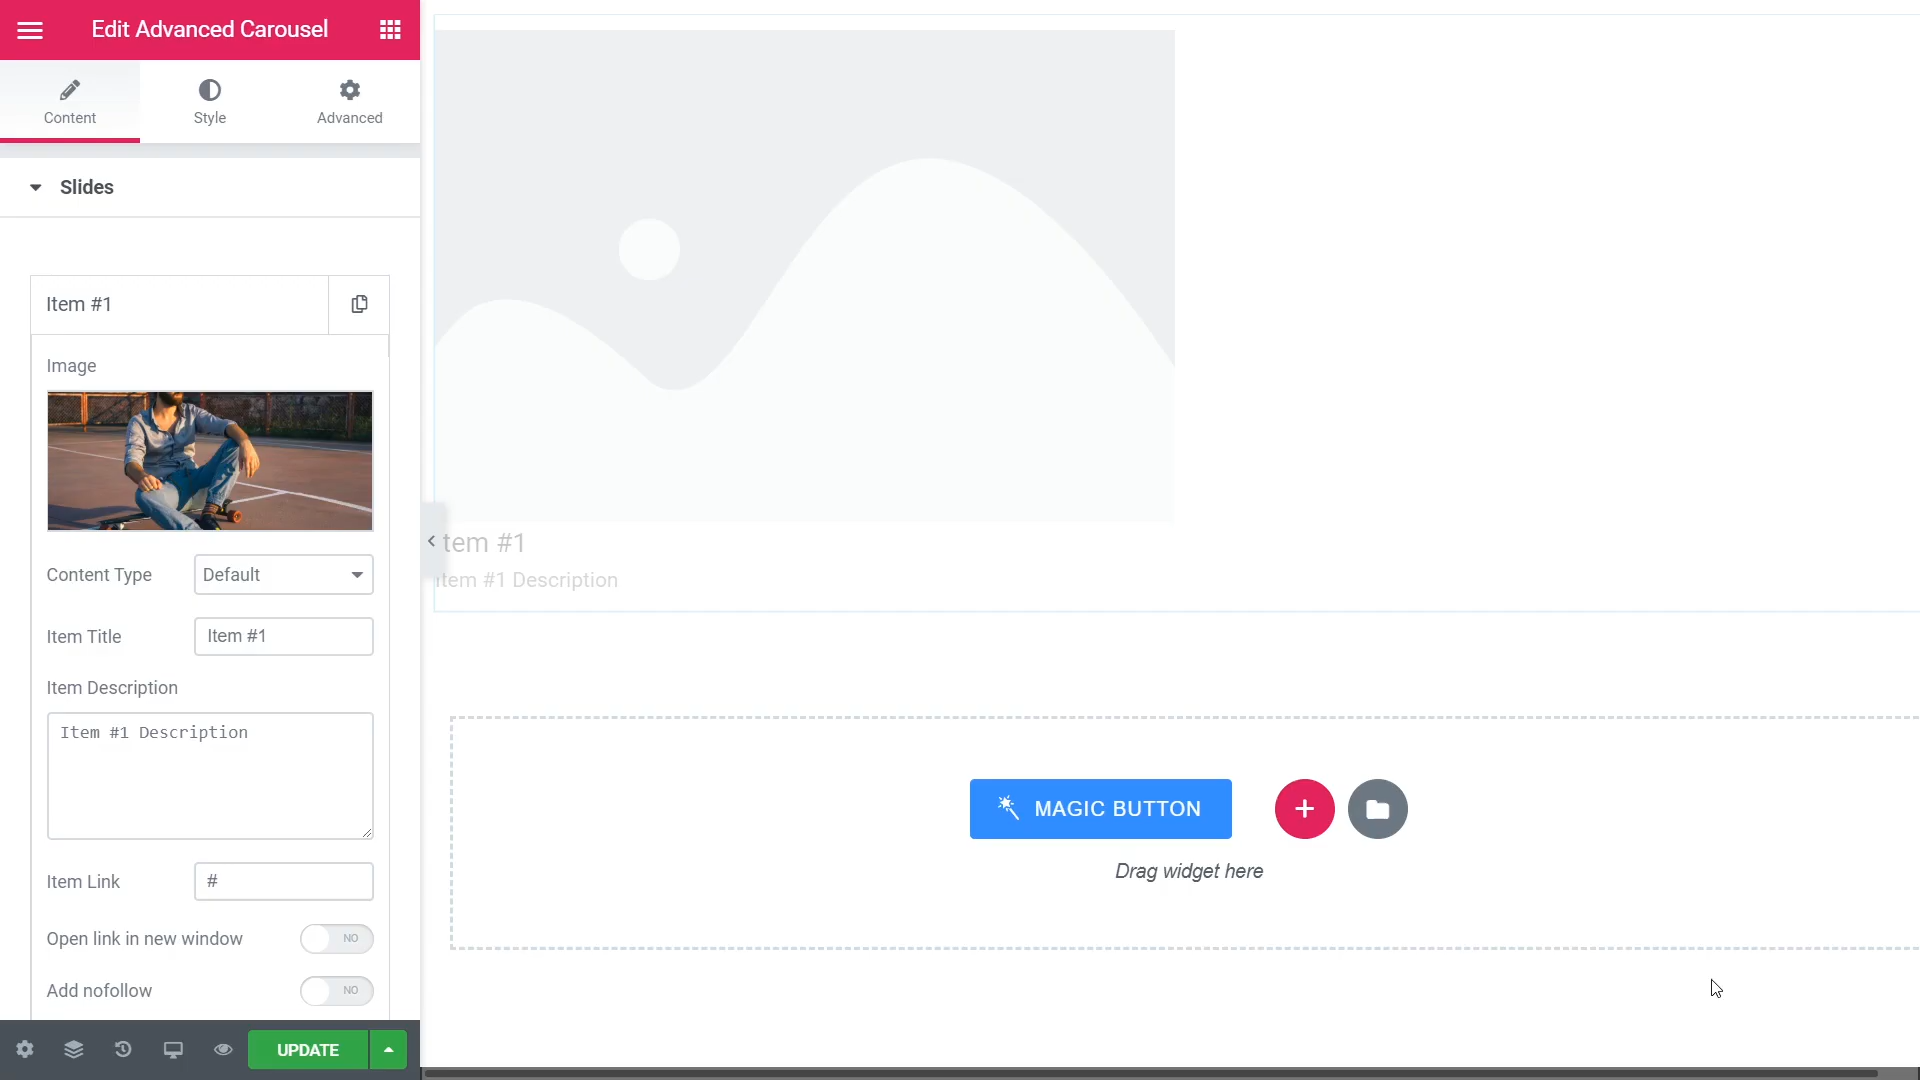 Edit Advanced Carousel
Content
Style
Advanced
Slides
Item #1
Image
Content Type
Default
Item Title
Item #1
Item Description
Item #1 Description
Item Link
#
Open link in new window
NO
Add nofollow
NO
UPDATE
tem #1
Item #1 Description
MAGIC BUTTON
Drag widget here